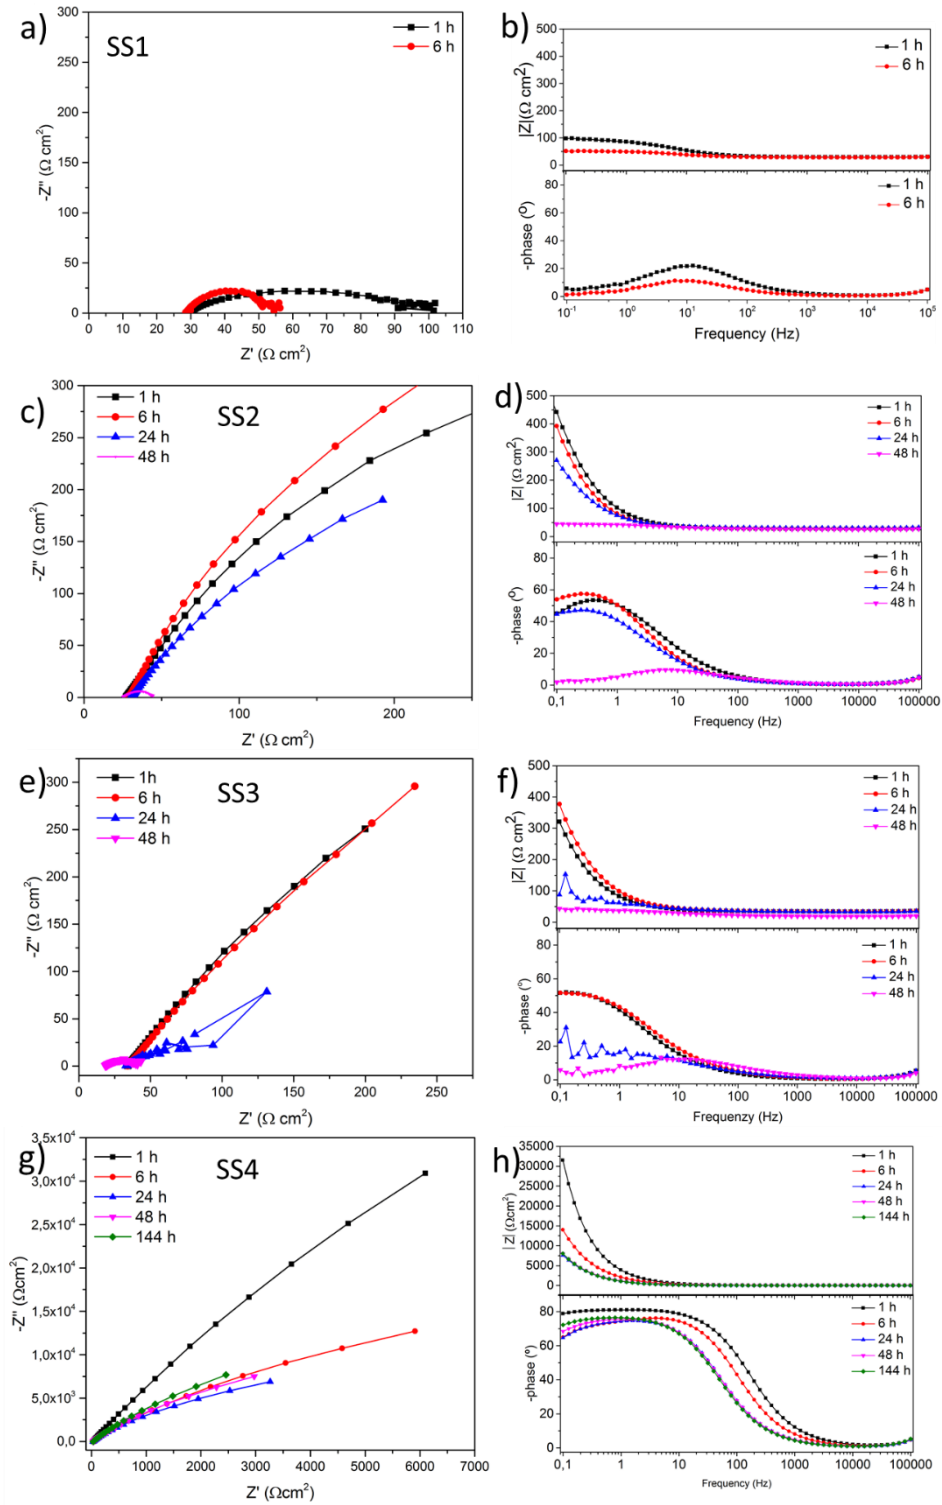 a)
SS1
1 h
6 h
-Z'' (Ω cm²)
300
250
200
150
100
50
0
0 10 20 30 40 50 60 70 80 90 100 110
Z' (Ω cm²)
b)
1 h
6 h
|Z|(Ω cm²)
500
400
300
200
100
0
1 h
6 h
-phase (°)
80
60
40
20
0
10⁻¹ 10⁰ 10¹ 10² 10³ 10⁴ 10⁵
Frequency (Hz)
c)
SS2
1 h
6 h
24 h
48 h
-Z'' (Ω cm²)
300
250
200
150
100
50
0
0 100 200
Z' (Ω cm²)
d)
1 h
6 h
24 h
48 h
|Z| (Ω cm²)
500
400
300
200
100
0
1 h
6 h
24 h
48 h
-phase (°)
80
60
40
20
0
0,1 1 10 100 1000 10000 100000
Frequency (Hz)
e)
SS3
1h
6 h
24 h
48 h
-Z'' (Ω cm²)
300
250
200
150
100
50
0
0 50 100 150 200 250
Z' (Ω cm²)
f)
1 h
6 h
24 h
48 h
|Z| (Ω cm²)
500
400
300
200
100
0
1 h
6 h
24 h
48 h
-phase (°)
80
60
40
20
0
0,1 1 10 100 1000 10000 100000
Frequenzy (Hz)
g)
SS4
1 h
6 h
24 h
48 h
144 h
-Z'' (Ωcm²)
3,5x10⁴
3,0x10⁴
2,5x10⁴
2,0x10⁴
1,5x10⁴
1,0x10⁴
5,0x10³
0,0
0 1000 2000 3000 4000 5000 6000 7000
Z' (Ωcm²)
h)
1 h
6 h
24 h
48 h
144 h
|Z| (Ωcm²)
35000
30000
25000
20000
15000
10000
5000
0
1 h
6 h
24 h
48 h
144 h
-phase (°)
80
60
40
20
0
0,1 1 10 100 1000 10000 100000
Frequency (Hz)